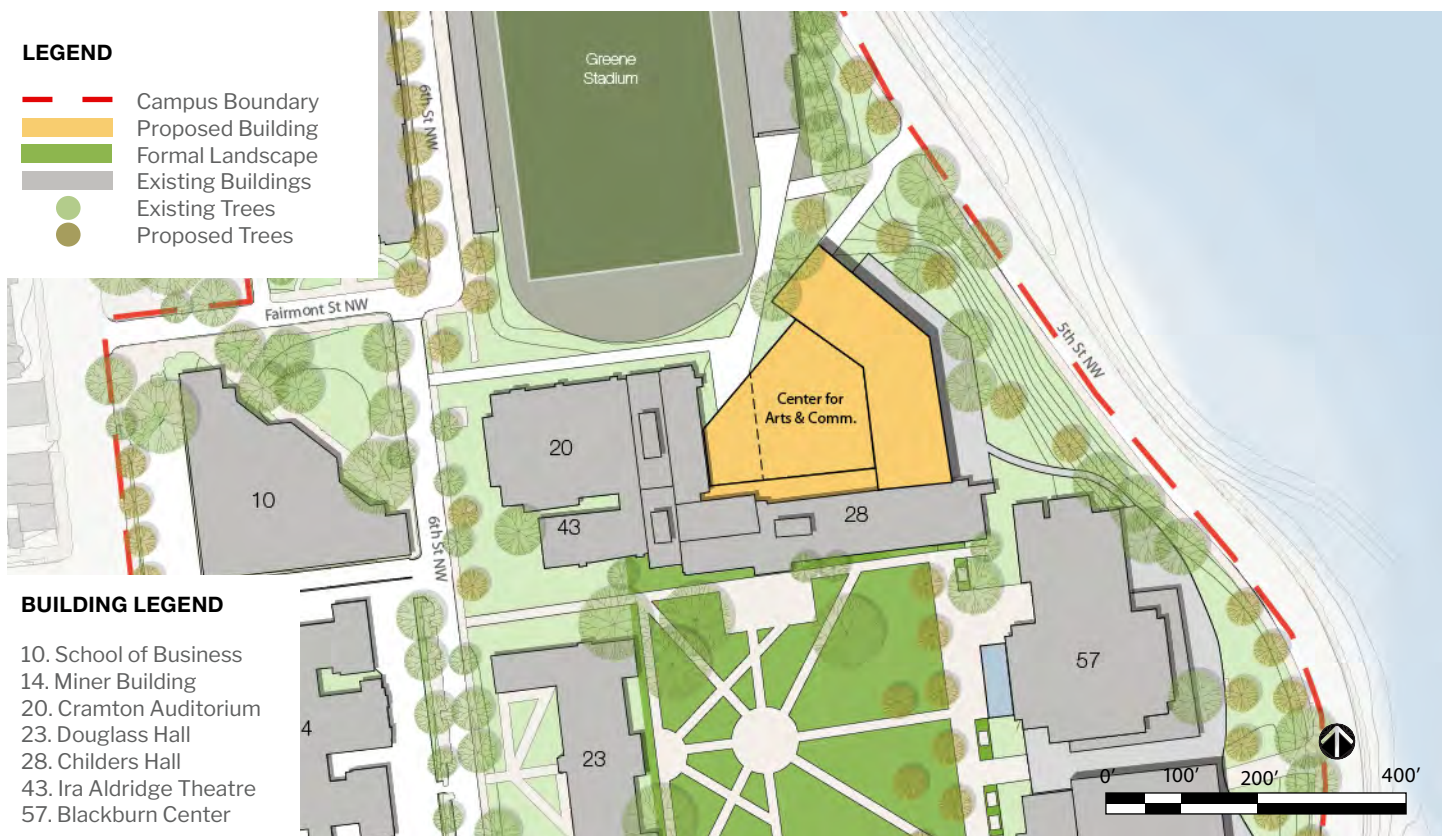 LEGEND
Campus Boundary
Proposed Building
Formal Landscape
Existing Buildings
Existing Trees
Proposed Trees
Greene
Stadium
6th St NW
Fairmont St NW
5th St NW
Center for
Arts & Comm.
20
10
43
28
6th St NW
57
4
23
BUILDING LEGEND
10. School of Business
14. Miner Building
20. Cramton Auditorium
23. Douglass Hall
28. Childers Hall
43. Ira Aldridge Theatre
57. Blackburn Center
0' 100' 200' 400'